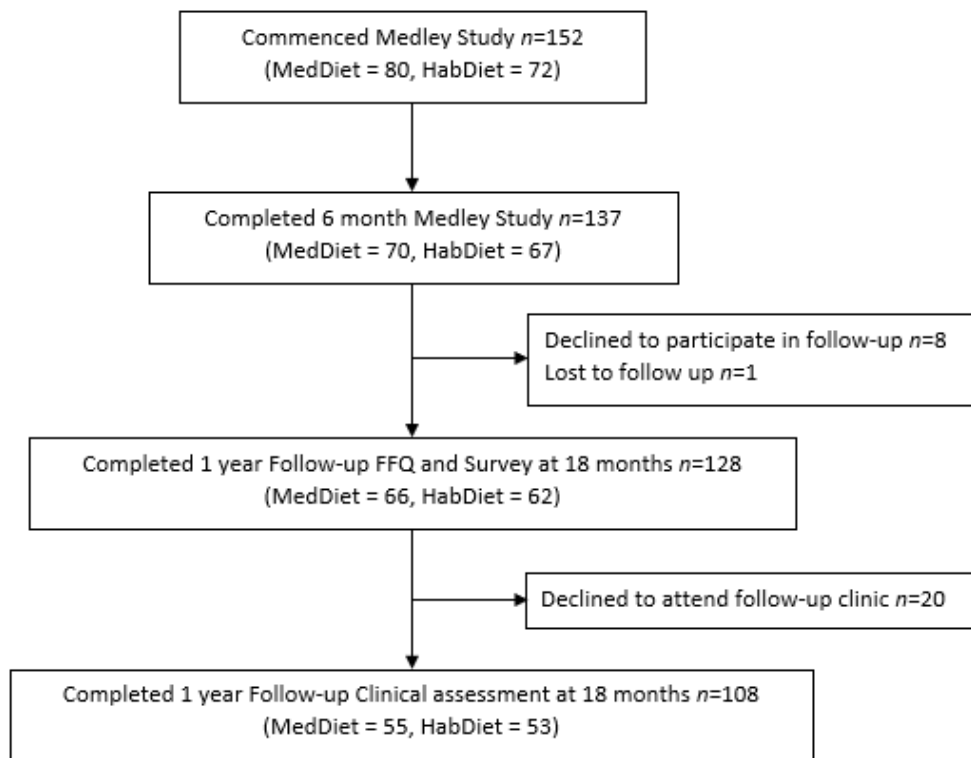 Commenced Medley Study n=152
(MedDiet = 80, HabDiet = 72)
Completed 6 month Medley Study n=137
(MedDiet = 70, HabDiet = 67)
Declined to participate in follow-up n=8
Lost to follow up n=1
Completed 1 year Follow-up FFQ and Survey at 18 months n=128
(MedDiet = 66, HabDiet = 62)
Declined to attend follow-up clinic n=20
Completed 1 year Follow-up Clinical assessment at 18 months n=108
(MedDiet = 55, HabDiet = 53)